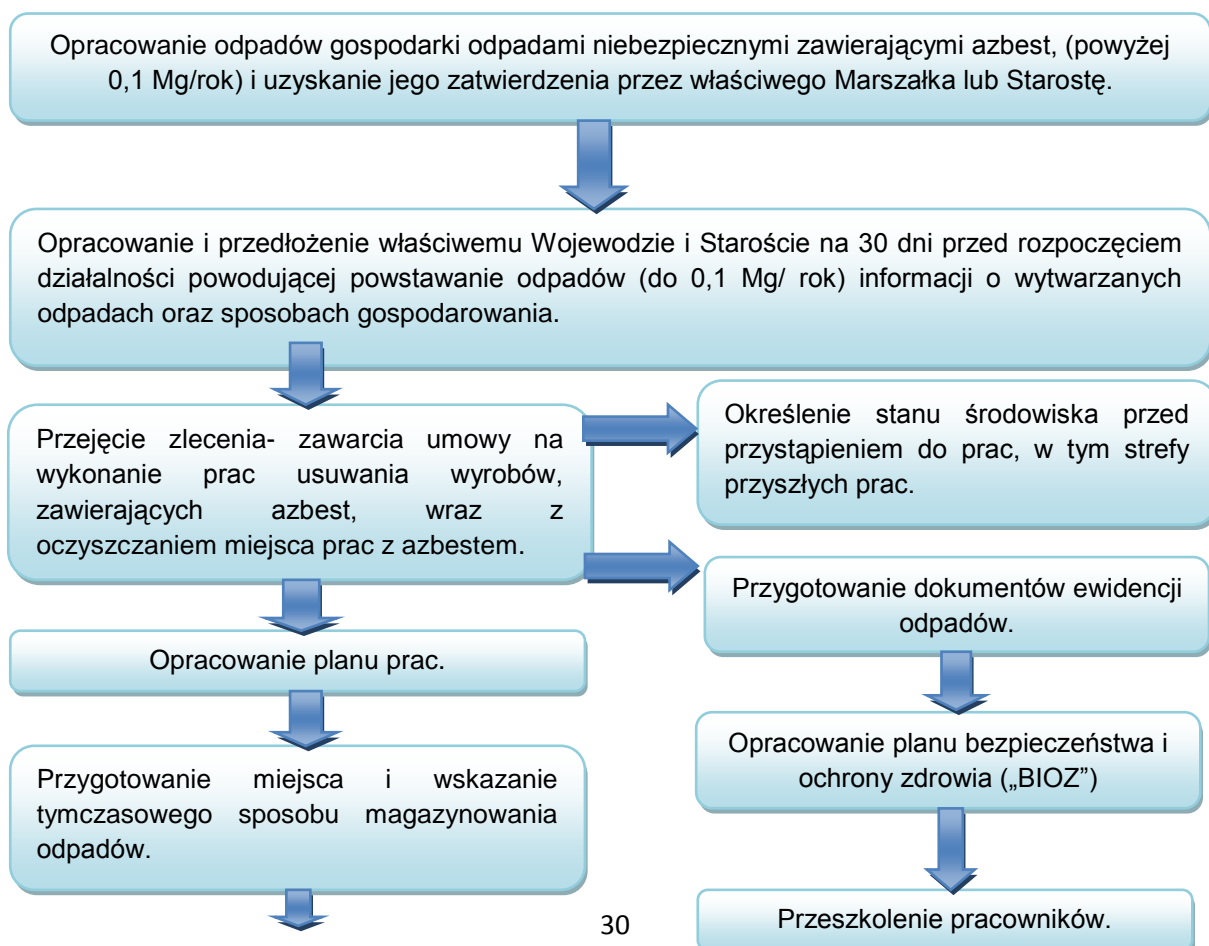 Opracowanie odpadów gospodarki odpadami niebezpiecznymi zawierającymi azbest, (powyżej
0,1 Mg/rok) i uzyskanie jego zatwierdzenia przez właściwego Marszałka lub Starostę.
Opracowanie i przedłożenie właściwemu Wojewodzie i Staroście na 30 dni przed rozpoczęciem
działalności powodującej powstawanie odpadów (do 0,1 Mg/ rok) informacji o wytwarzanych
odpadach oraz sposobach gospodarowania.
Przejęcie zlecenia- zawarcia umowy na
wykonanie prac usuwania wyrobów,
zawierających azbest, wraz z
oczyszczaniem miejsca prac z azbestem.
Określenie stanu środowiska przed
przystąpieniem do prac, w tym strefy
przyszłych prac.
Przygotowanie dokumentów ewidencji
odpadów.
Opracowanie planu prac.
Opracowanie planu bezpieczeństwa i
ochrony zdrowia („BIOZ”)
Przygotowanie miejsca i wskazanie
tymczasowego sposobu magazynowania
odpadów.
Przeszkolenie pracowników.
30